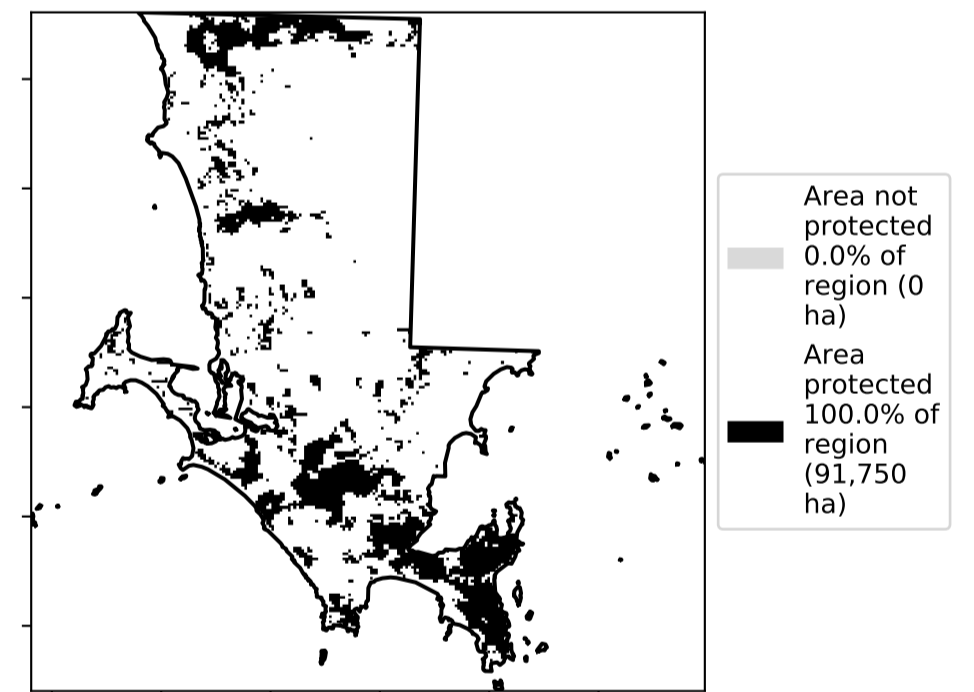 Area not
protected
0.0% of
region (0
ha)
Area
protected
100.0% of
region
(91,750
ha)